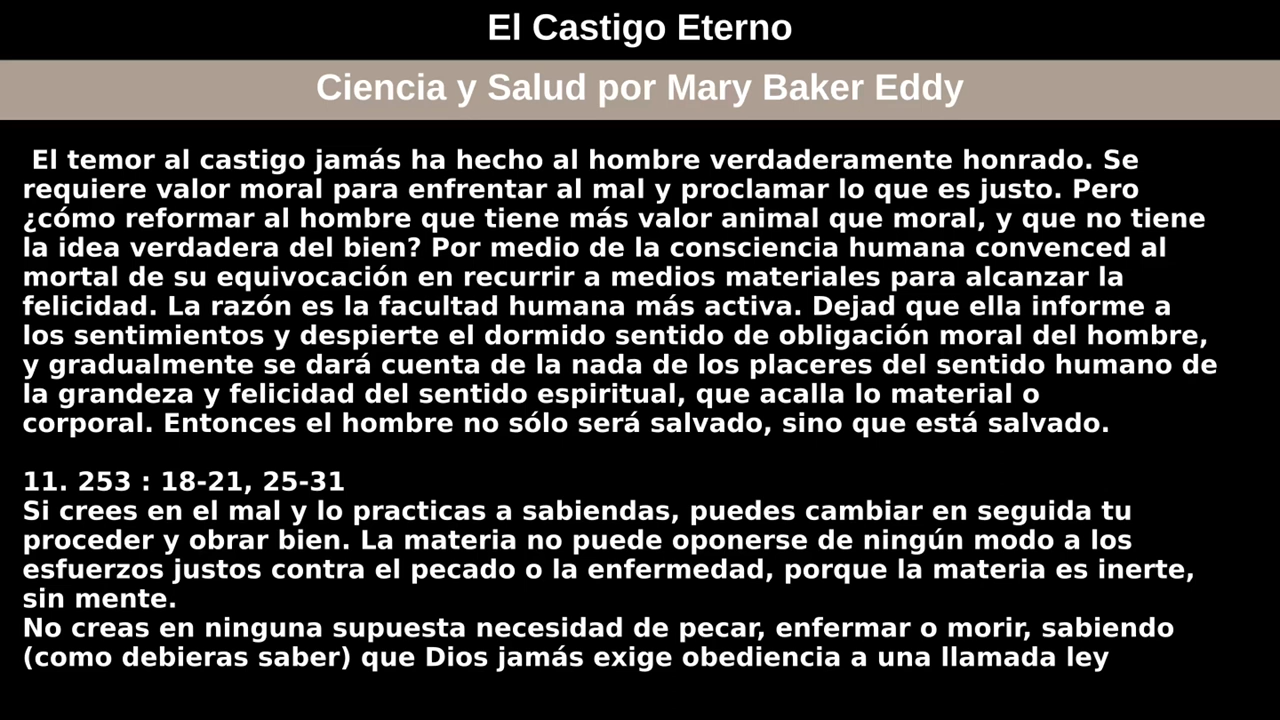 El Castigo Eterno
Ciencia y Salud por Mary Baker Eddy
El temor al castigo jamás ha hecho al hombre verdaderamente honrado. Se
requiere valor moral para enfrentar al mal y proclamar lo que es justo. Pero
¿cómo reformar al hombre que tiene más valor animal que moral, y que no tiene
la idea verdadera del bien? Por medio de la consciencia humana convenced al
mortal de su equivocación en recurrir a medios materiales para alcanzar la
felicidad. La razón es la facultad humana más activa. Dejad que ella informe a
los sentimientos y despierte el dormido sentido de obligación moral del hombre,
y gradualmente se dará cuenta de la nada de los placeres del sentido humano de
la grandeza y felicidad del sentido espiritual, que acalla lo material o
corporal. Entonces el hombre no sólo será salvado, sino que está salvado.
11. 253 : 18-21, 25-31
Si crees en el mal y lo practicas a sabiendas, puedes cambiar en seguida tu
proceder y obrar bien. La materia no puede oponerse de ningún modo a los
esfuerzos justos contra el pecado o la enfermedad, porque la materia es inerte,
sin mente.
No creas en ninguna supuesta necesidad de pecar, enfermar o morir, sabiendo
(como debieras saber) que Dios jamás exige obediencia a una llamada ley